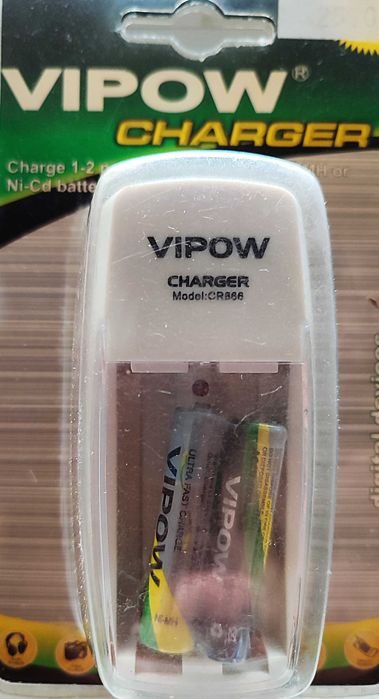 VIPOW®
CHARGER
Charge 1-2
Ni-Cd
VIPOW
CHARGER
Model:CR866
ULTRA FAST CHARGE
VIPOW
Ni-MH
VIPOW
digital devices